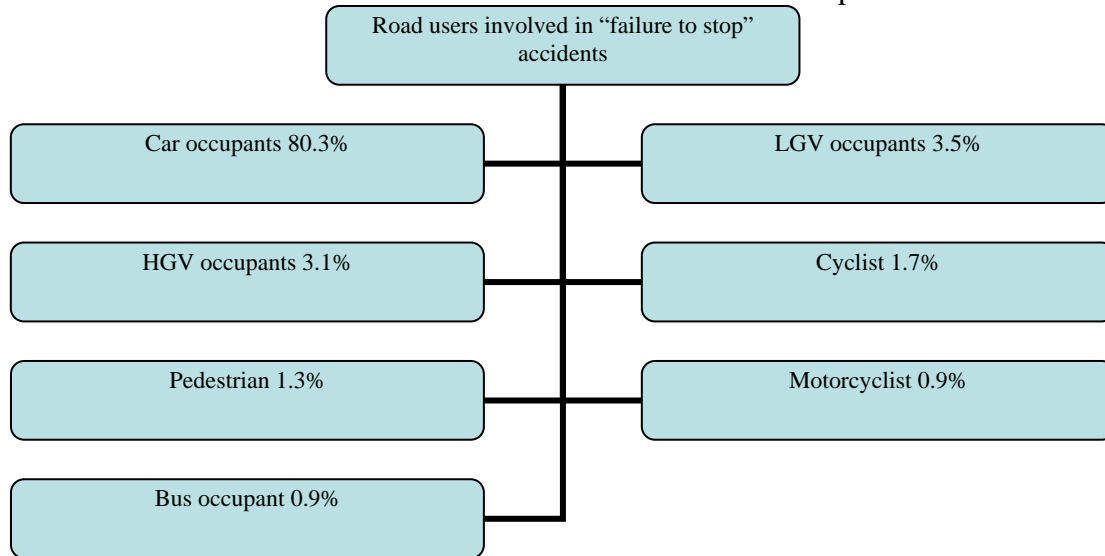 Road users involved in “failure to stop”
accidents
Car occupants 80.3%
LGV occupants 3.5%
HGV occupants 3.1%
Cyclist 1.7%
Pedestrian 1.3%
Motorcyclist 0.9%
Bus occupant 0.9%